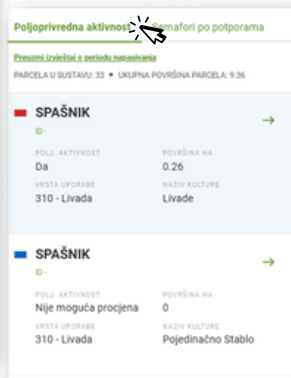 Poljoprivredna aktivnost
Semafori po potporama
Preuzmi izvještaj o periodu napasivanja
PARCELA U SUSTAVU: 33 • UKUPNA POVRŠINA PARCELA: 9.36
SPAŠNIK
ID -
POLJ. AKTIVNOST POVRŠINA HA
Da 0.26
VRSTA UPORABE NAZIV KULTURE
310 - Livada Livade
SPAŠNIK
ID -
POLJ. AKTIVNOST POVRŠINA HA
Nije moguća procjena 0
VRSTA UPORABE NAZIV KULTURE
310 - Livada Pojedinačno Stablo